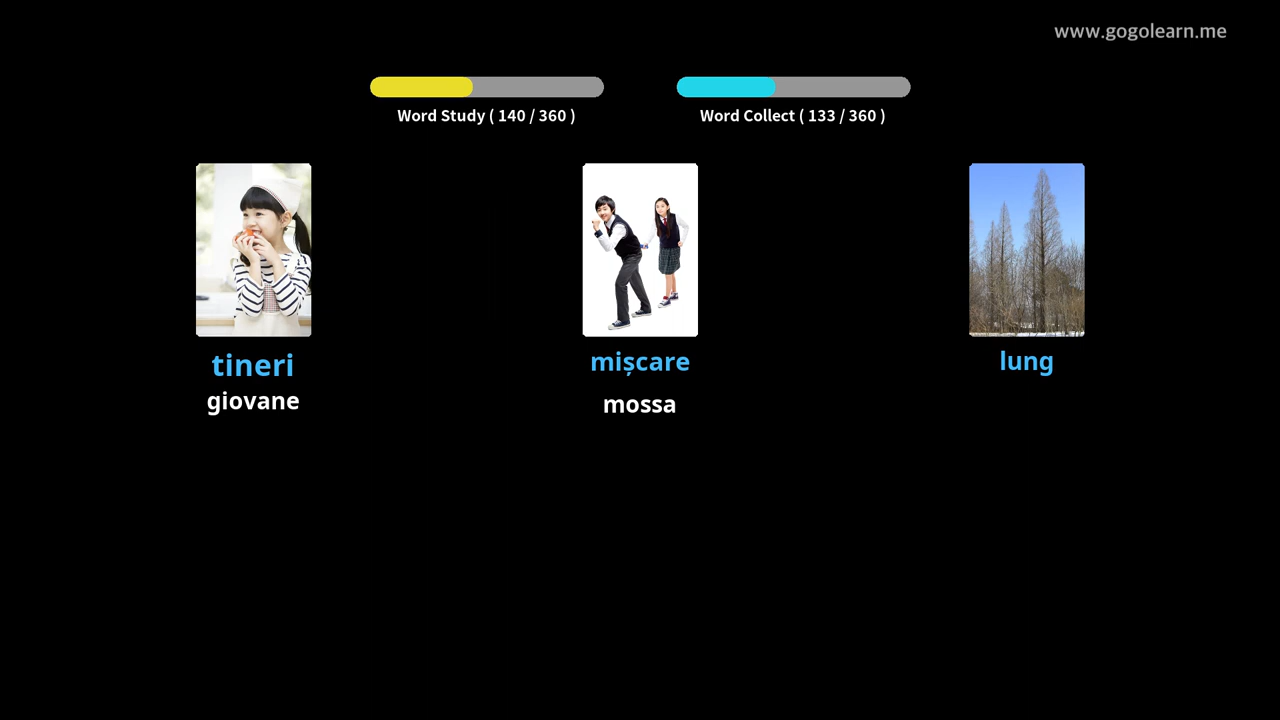 www.gogolearn.me
Word Study ( 140 / 360 )
Word Collect ( 133 / 360 )
tineri
giovane
mișcare
mossa
lung